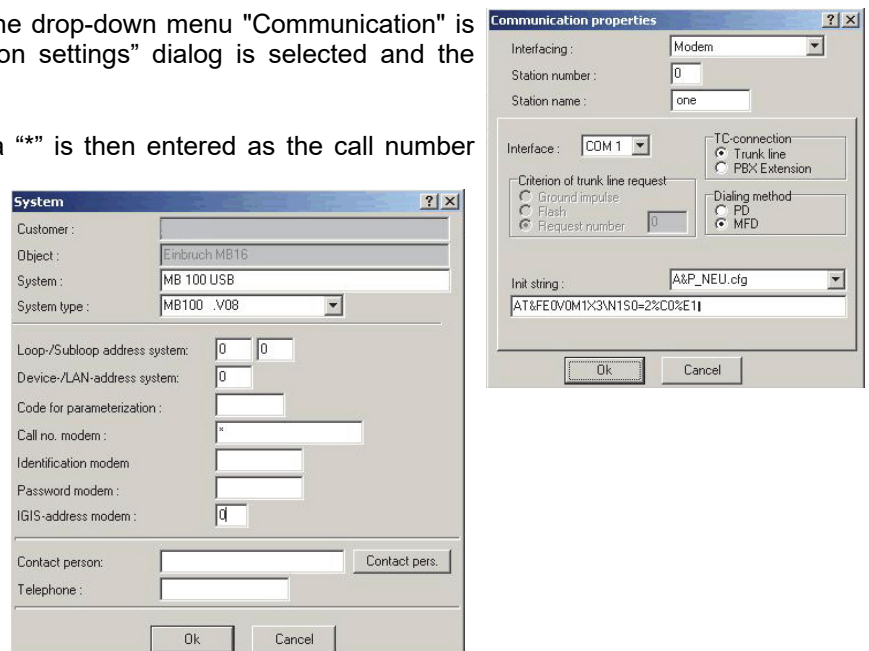 he drop-down menu "Communication" is
on settings” dialog is selected and the
a “*” is then entered as the call number
Communication properties
Interfacing : Modem
Station number : 0
Station name : one
Interface : COM 1
TC-connection
Trunk line
PBX Extension
Criterion of trunk line request
Ground impulse
Flash
Request number 0
Dialing method
PD
MFD
Init string : A&P_NEU.cfg
AT&FE0V0M1X3\N1S0=2%C0%E1
Ok Cancel
System
Customer :
Object : Einbruch MB16
System : MB 100 USB
System type : MB100 .V08
Loop-/Subloop address system: 0 0
Device-/LAN-address system: 0
Code for parameterization :
Call no. modem : *
Identification modem
Password modem :
IGIS-address modem : 0
Contact person: Contact pers.
Telephone :
Ok Cancel